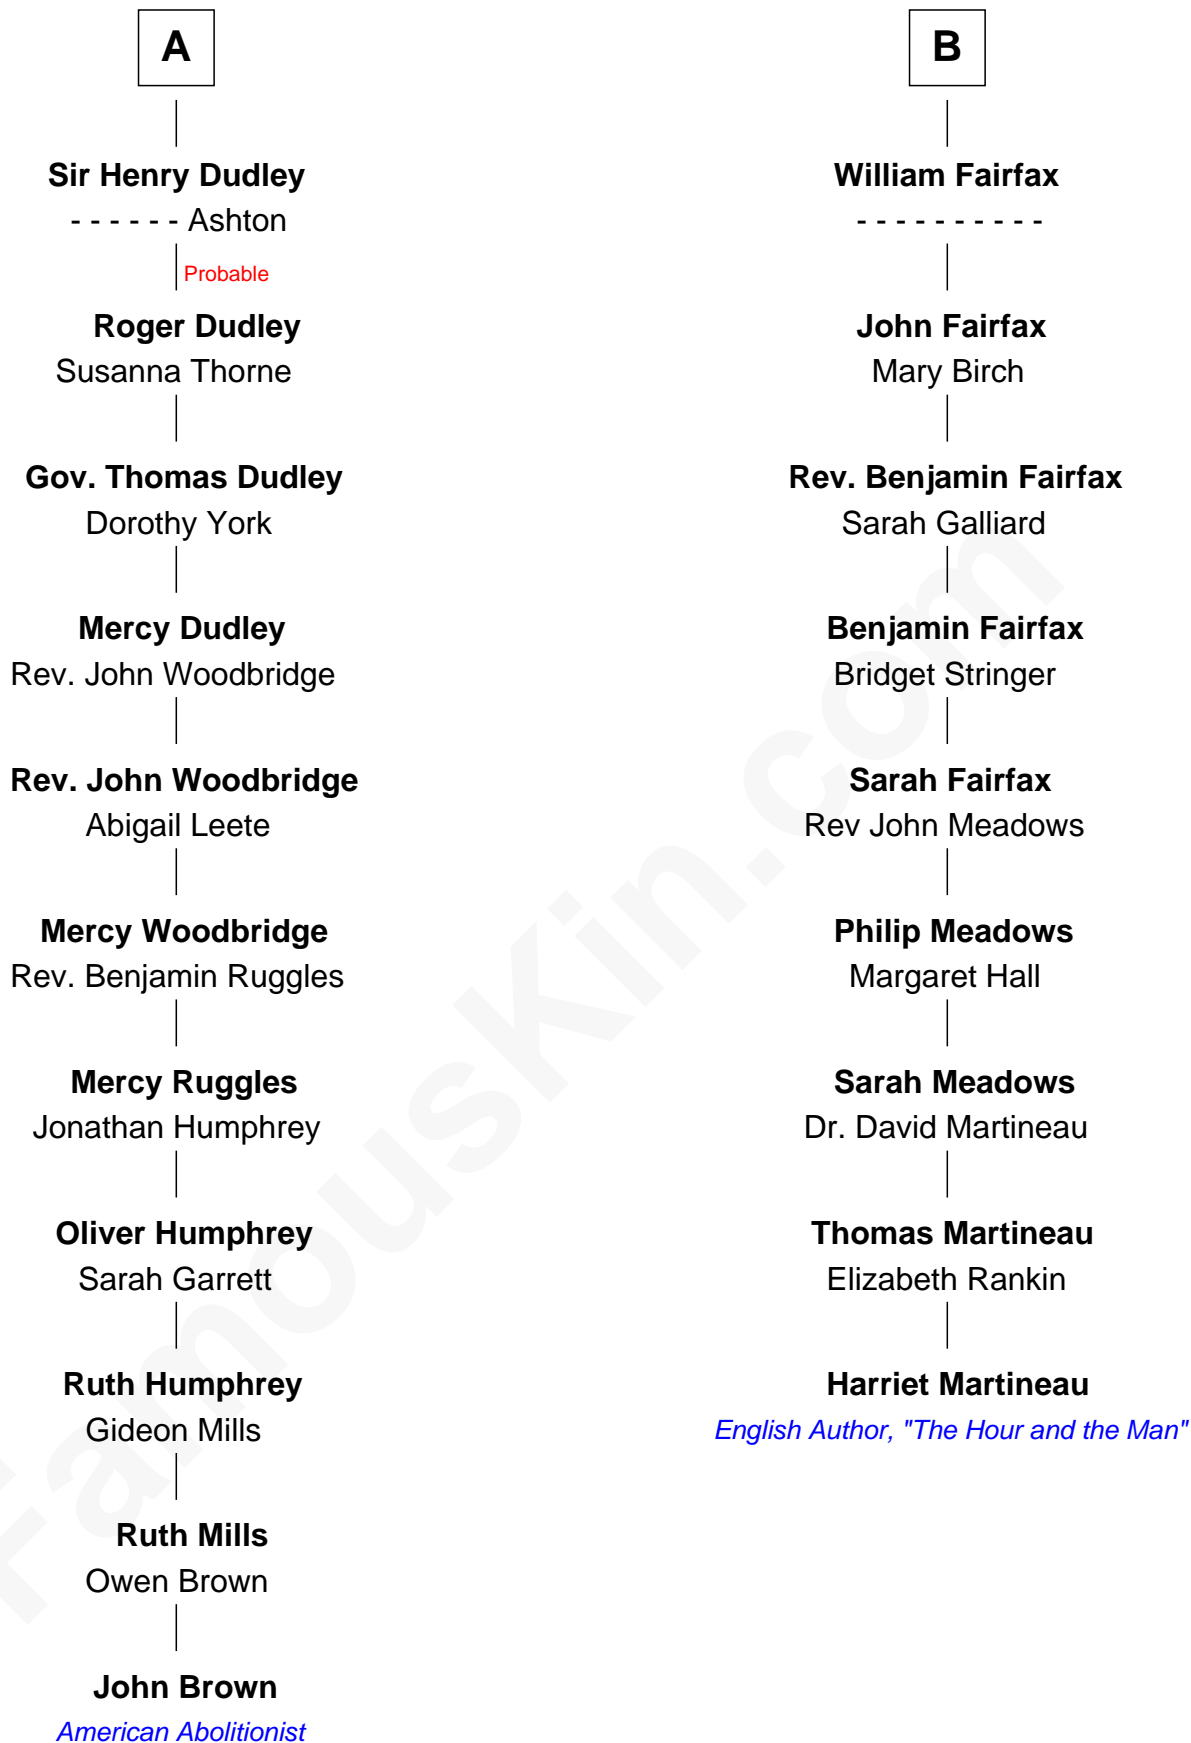 A
Sir Henry Dudley
- - - - - - Ashton
Probable
Roger Dudley
Susanna Thorne
Gov. Thomas Dudley
Dorothy York
Mercy Dudley
Rev. John Woodbridge
Rev. John Woodbridge
Abigail Leete
Mercy Woodbridge
Rev. Benjamin Ruggles
Mercy Ruggles
Jonathan Humphrey
Oliver Humphrey
Sarah Garrett
Ruth Humphrey
Gideon Mills
Ruth Mills
Owen Brown
John Brown
American Abolitionist
B
William Fairfax
- - - - - - - - - -
John Fairfax
Mary Birch
Rev. Benjamin Fairfax
Sarah Galliard
Benjamin Fairfax
Bridget Stringer
Sarah Fairfax
Rev John Meadows
Philip Meadows
Margaret Hall
Sarah Meadows
Dr. David Martineau
Thomas Martineau
Elizabeth Rankin
Harriet Martineau
English Author, "The Hour and the Man"
FamousKin.com